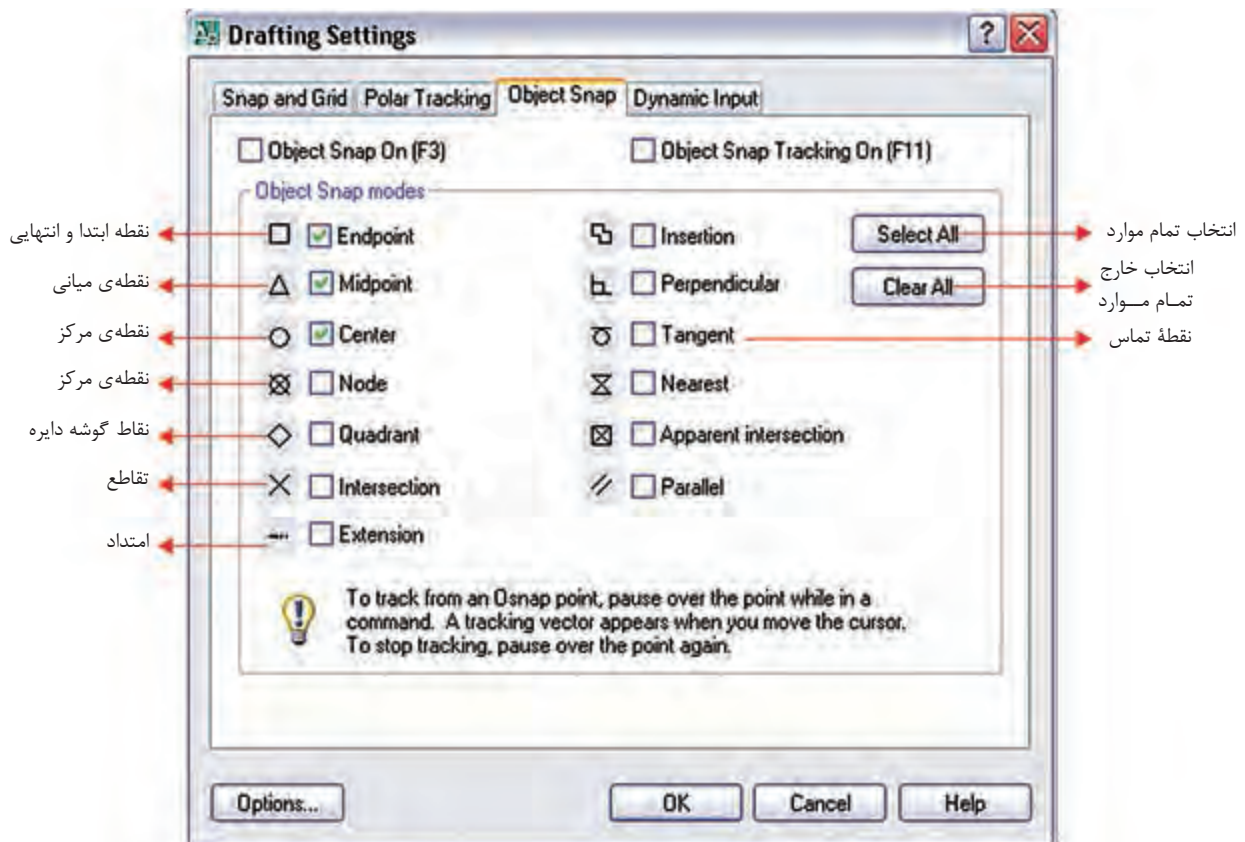 Drafting Settings
Snap and Grid Polar Tracking Object Snap Dynamic Input
Object Snap On (F3) Object Snap Tracking On (F11)
Object Snap modes
نقطه ابتدا و انتهایی Endpoint Insertion Select All انتخاب تمام موارد
نقطه‌ی میانی Midpoint Perpendicular Clear All انتخاب خارج
تمام موارد
نقطه‌ی مرکز Center Tangent نقطهٔ تماس
نقطه‌ی مرکز Node Nearest
نقاط گوشه دایره Quadrant Apparent intersection
تقاطع Intersection Parallel
امتداد Extension
To track from an Osnap point, pause over the point while in a
command. A tracking vector appears when you move the cursor.
To stop tracking, pause over the point again.
Options... OK Cancel Help